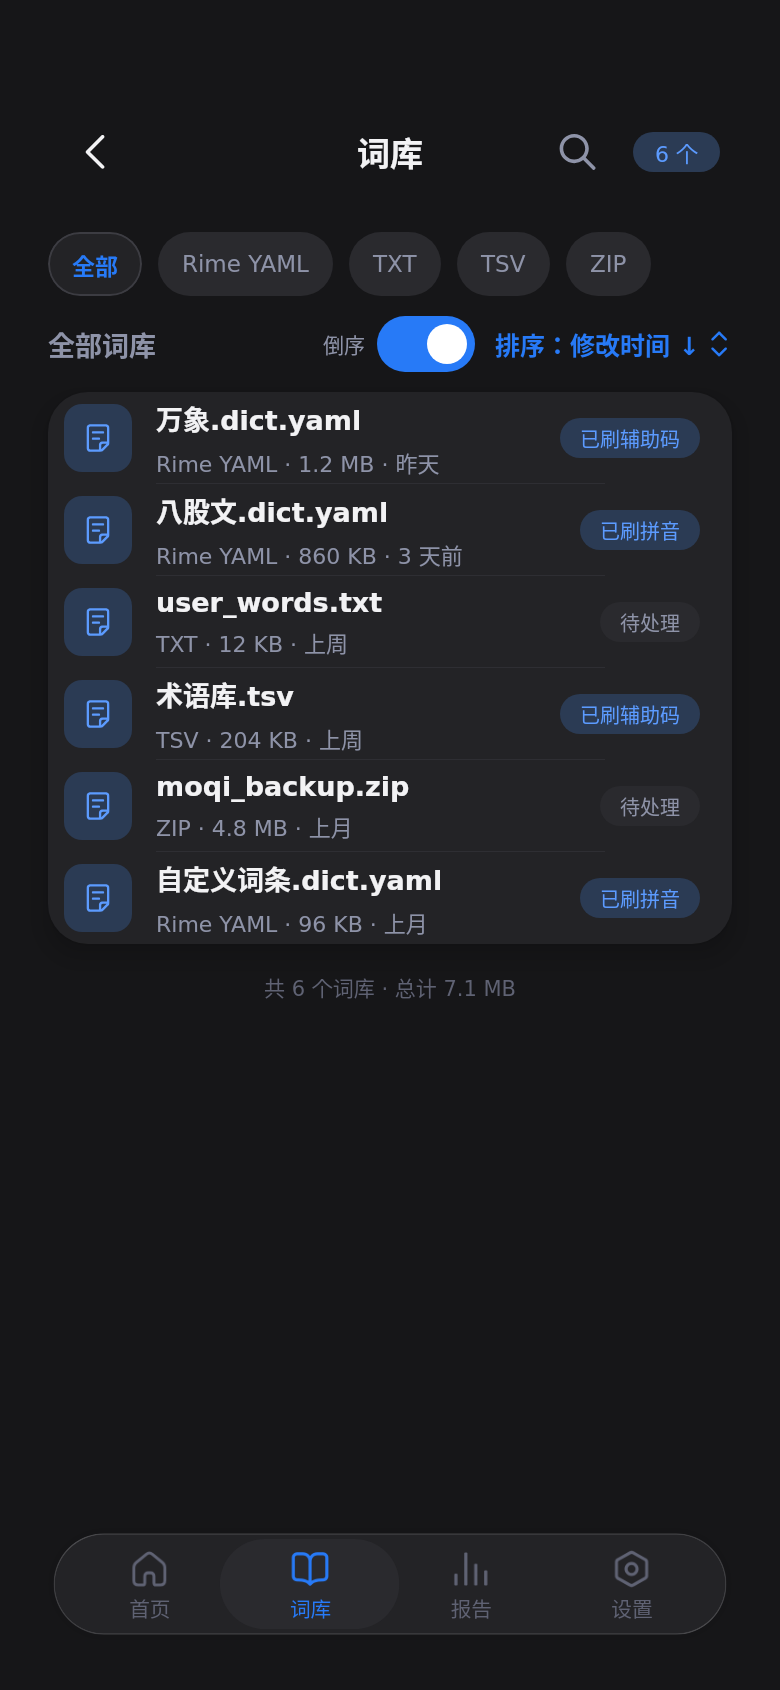 词库
6 个
全部
Rime YAML
TXT
TSV
ZIP
全部词库
倒序
排序：修改时间 ↓
万象.dict.yaml
已刷辅助码
Rime YAML · 1.2 MB · 昨天
八股文.dict.yaml
已刷拼音
Rime YAML · 860 KB · 3 天前
user_words.txt
待处理
TXT · 12 KB · 上周
术语库.tsv
已刷辅助码
TSV · 204 KB · 上周
moqi_backup.zip
待处理
ZIP · 4.8 MB · 上月
自定义词条.dict.yaml
已刷拼音
Rime YAML · 96 KB · 上月
共 6 个词库 · 总计 7.1 MB
首页
词库
报告
设置